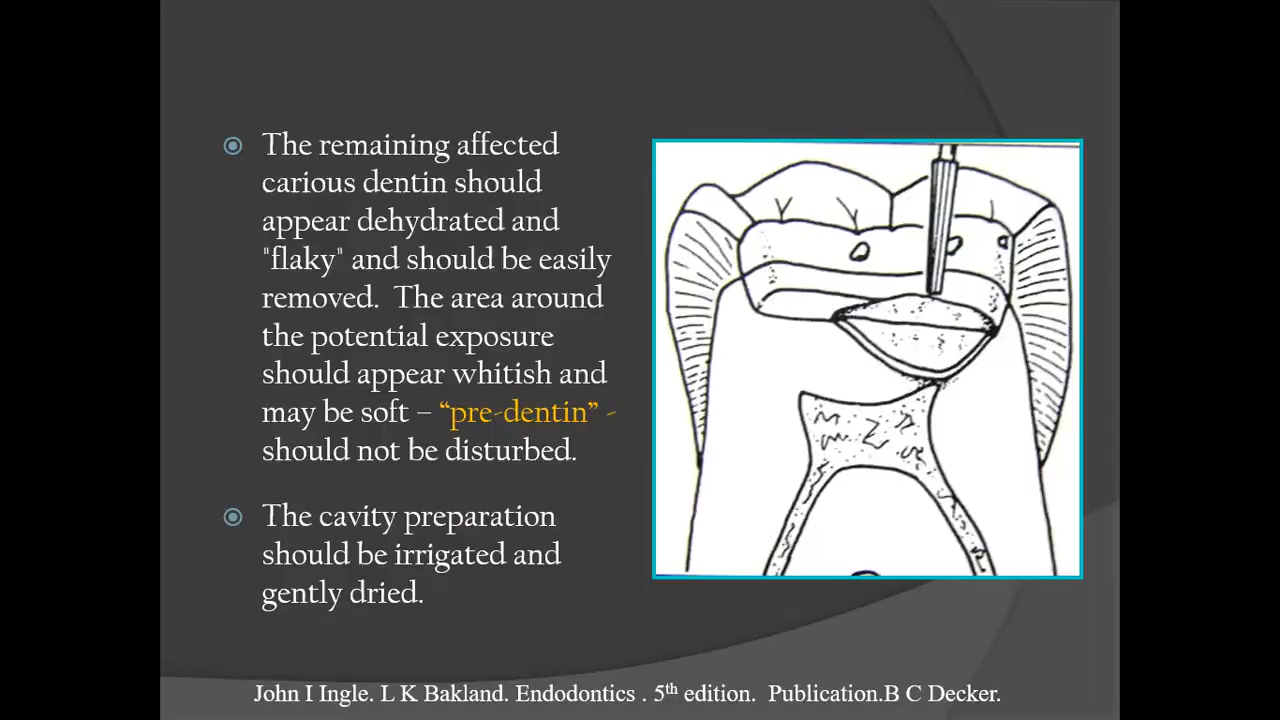 The remaining affected
carious dentin should
appear dehydrated and
"flaky" and should be easily
removed.  The area around
the potential exposure
should appear whitish and
may be soft – “pre-dentin” -
should not be disturbed.
The cavity preparation
should be irrigated and
gently dried.
John I Ingle. L K Bakland. Endodontics . 5th edition.  Publication.B C Decker.